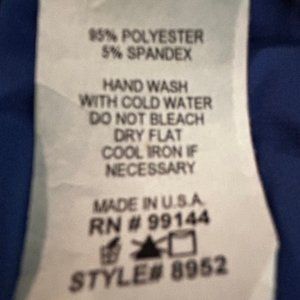 95% POLYESTER
5% SPANDEX
HAND WASH
WITH COLD WATER
DO NOT BLEACH
DRY FLAT
COOL IRON IF
NECESSARY
MADE IN U.S.A.
RN # 99144
STYLE# 8952